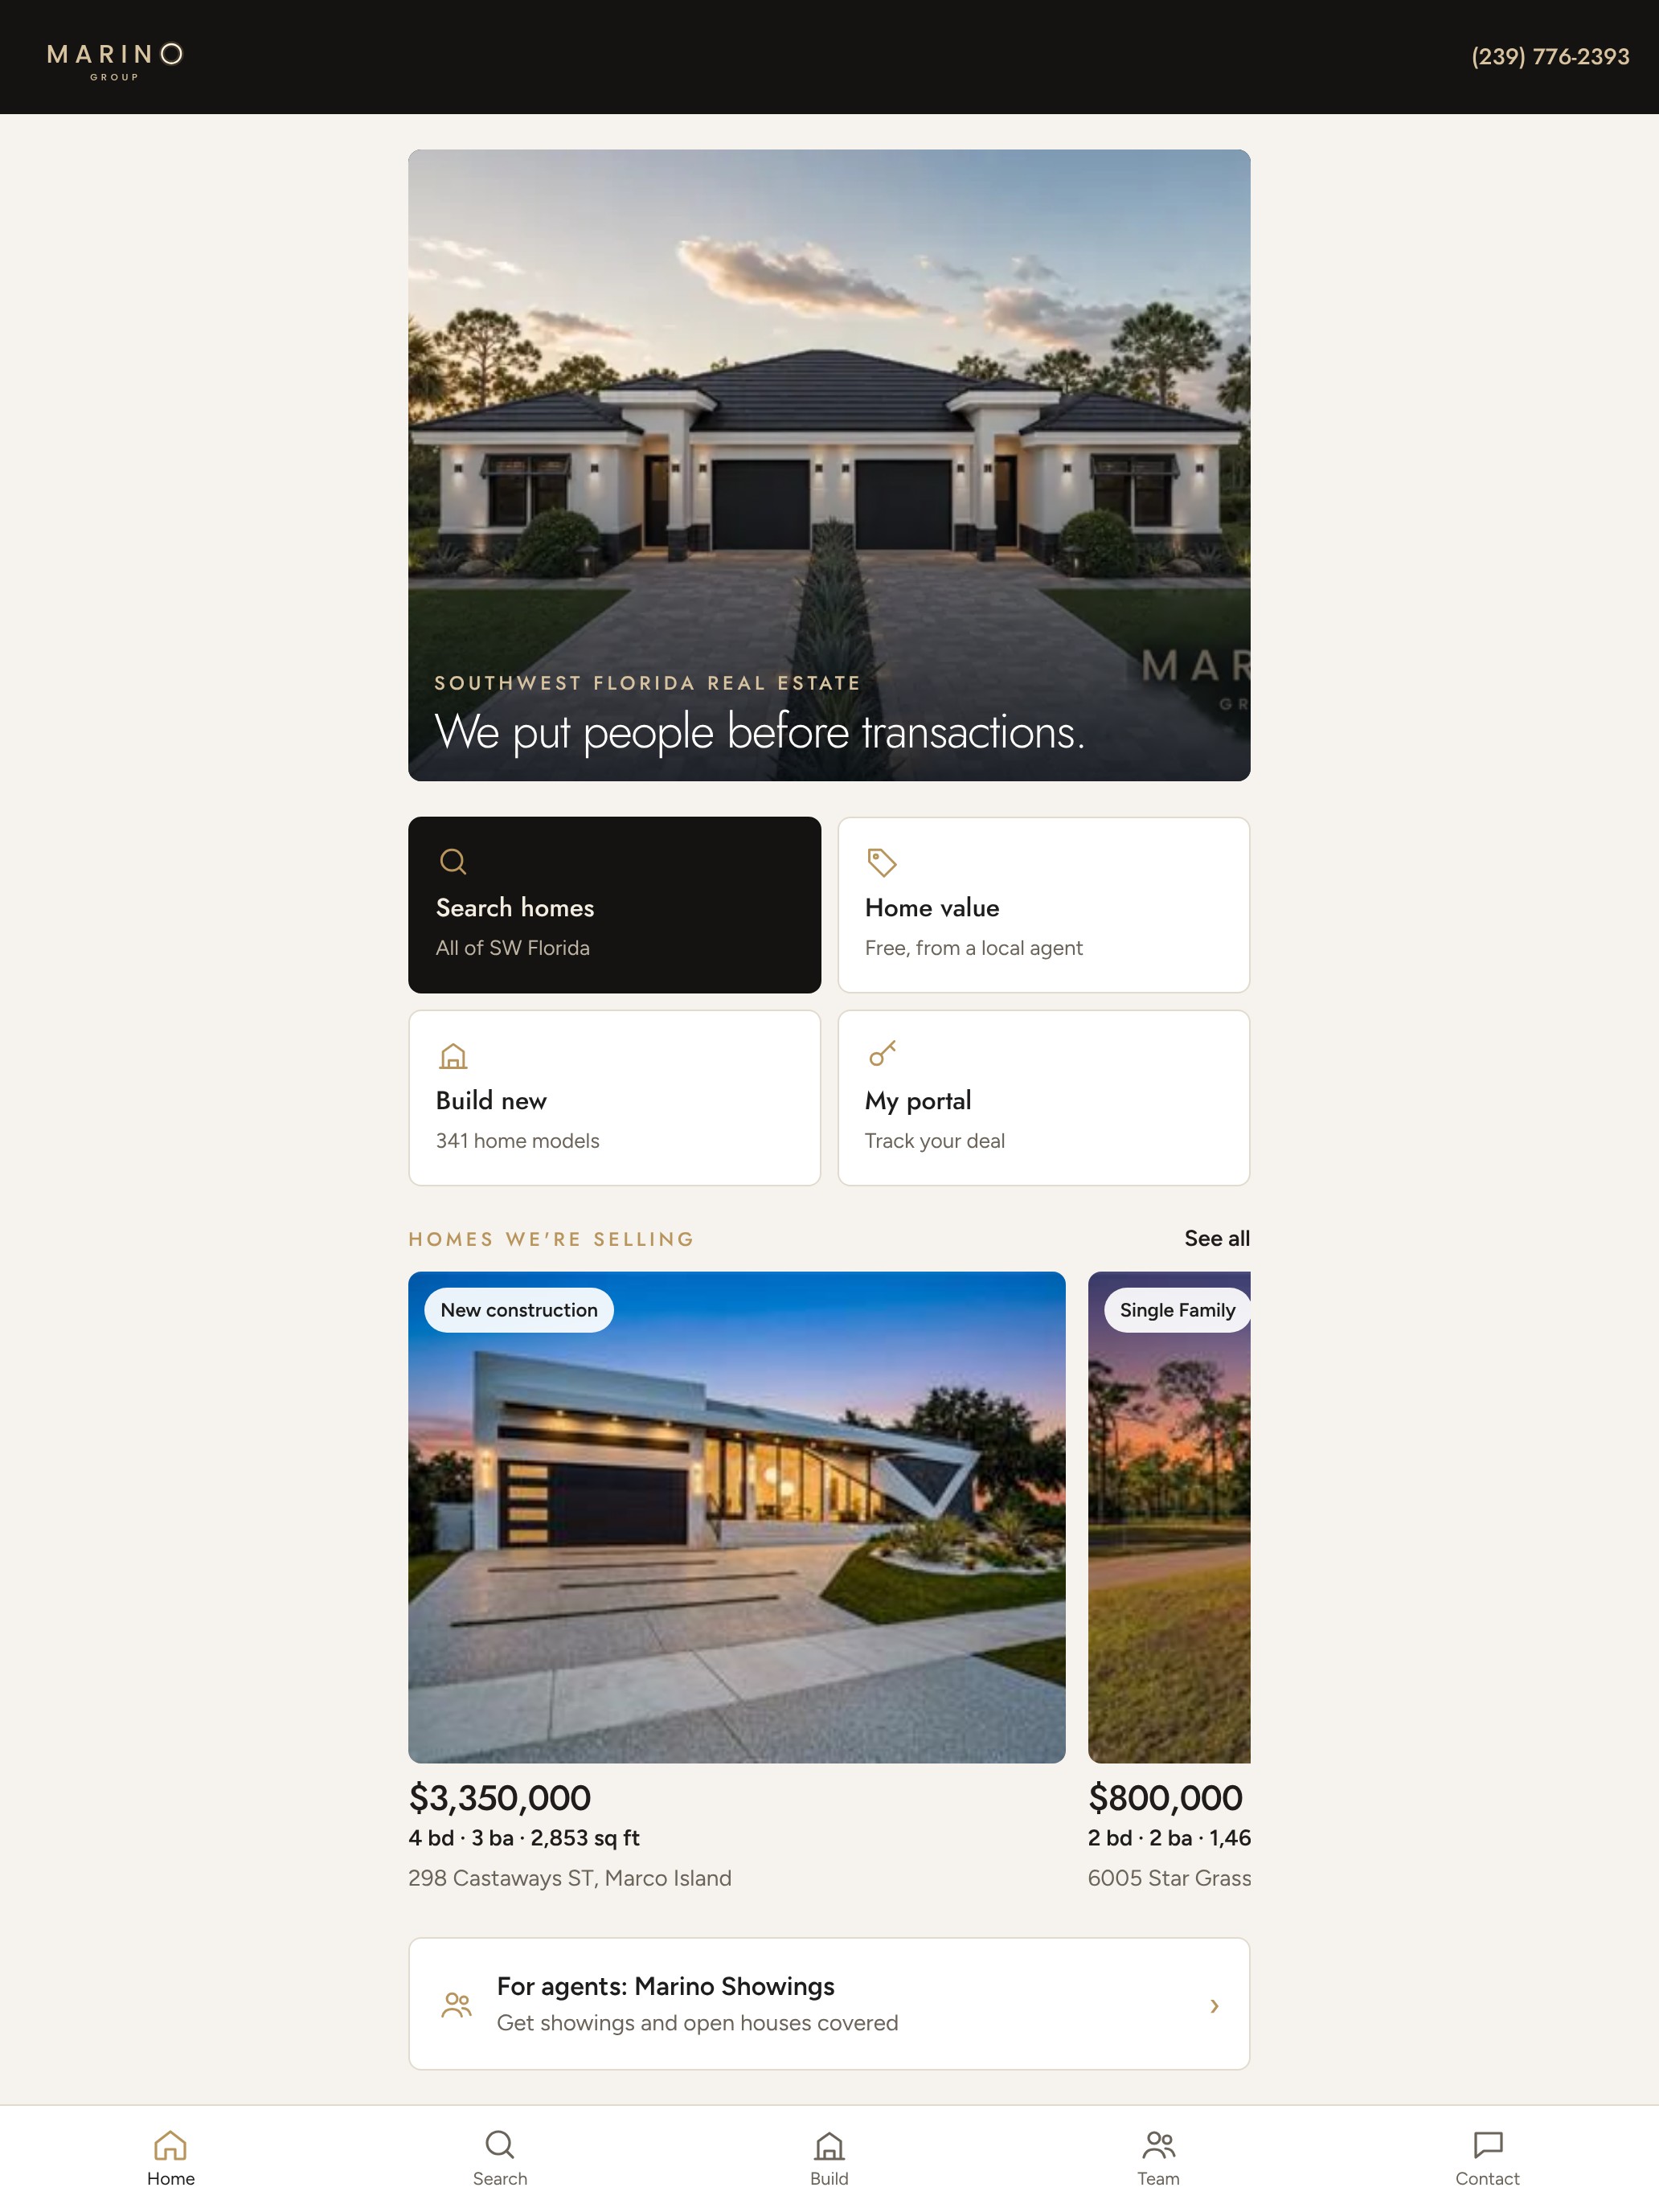 MARINO
GROUP
(239) 776-2393
MAR
GR
SOUTHWEST FLORIDA REAL ESTATE
We put people before transactions.
Search homes
All of SW Florida
Home value
Free, from a local agent
Build new
341 home models
My portal
Track your deal
HOMES WE'RE SELLING
See all
New construction
Single Family
$3,350,000
4 bd · 3 ba · 2,853 sq ft
298 Castaways ST, Marco Island
$800,000
2 bd · 2 ba · 1,46
6005 Star Grass
For agents: Marino Showings
Get showings and open houses covered
›
Home
Search
Build
Team
Contact